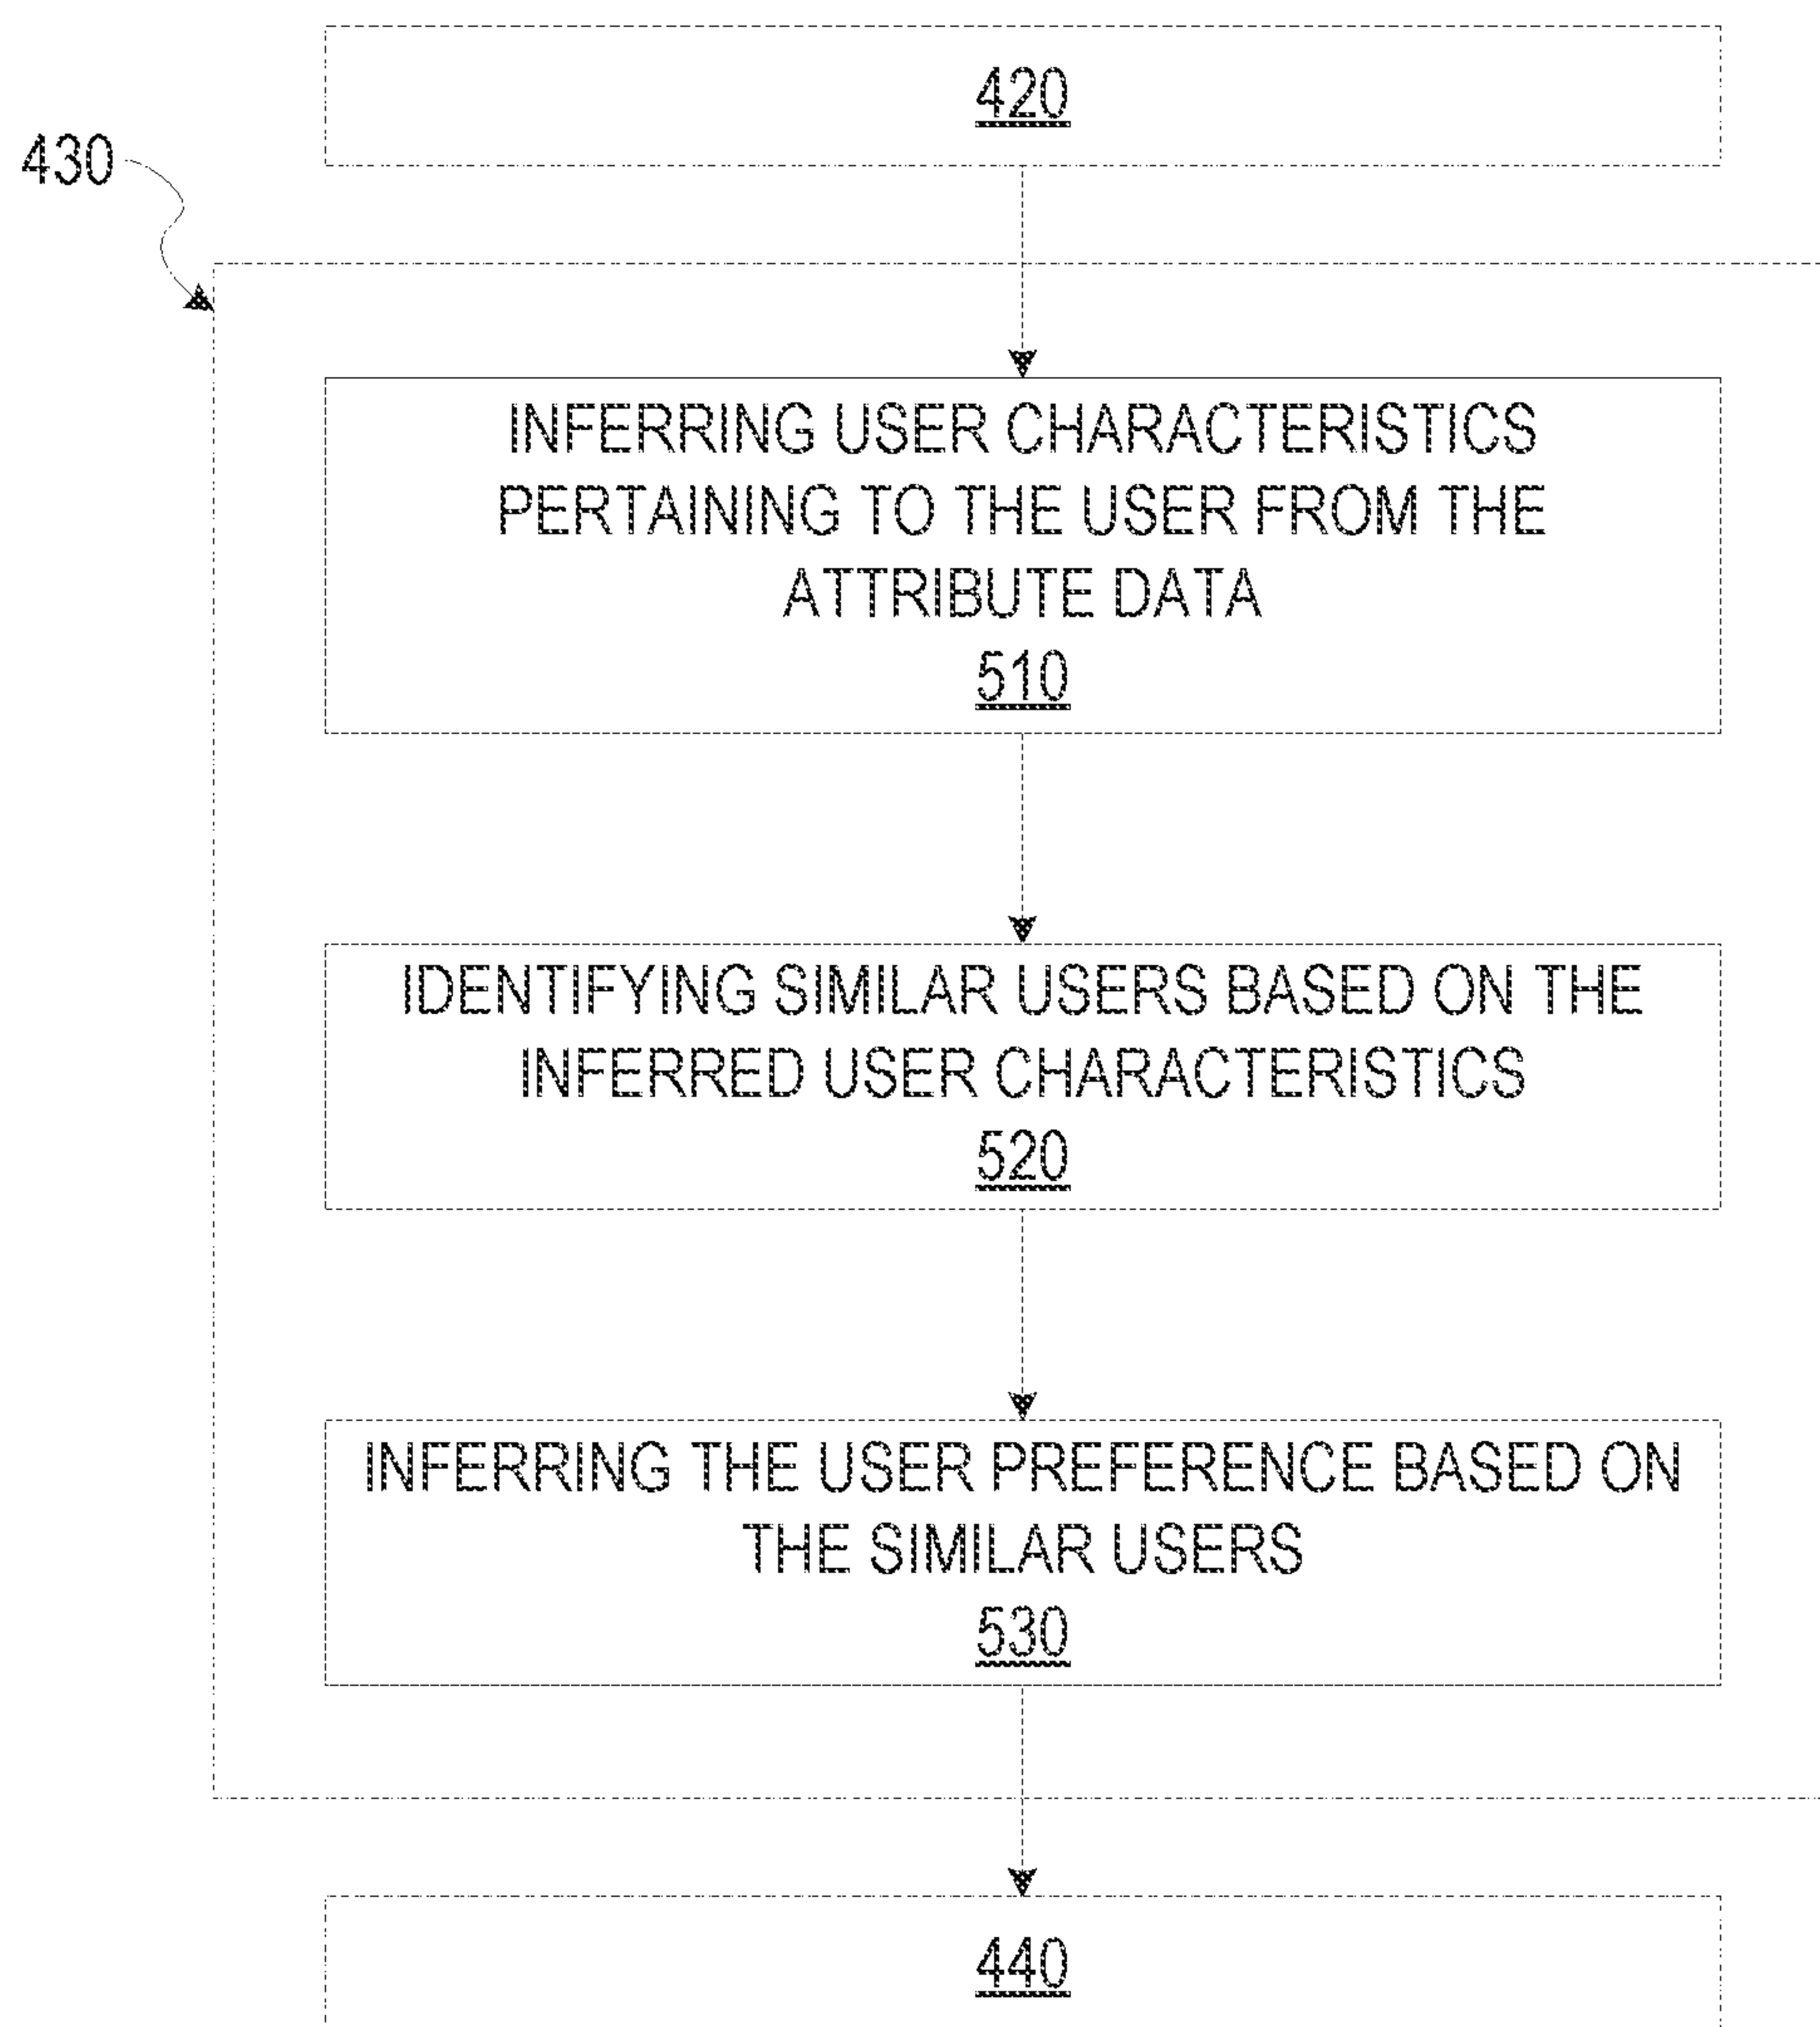 420
430
INFERRING USER CHARACTERISTICS
PERTAINING TO THE USER FROM THE
ATTRIBUTE DATA
510
IDENTIFYING SIMILAR USERS BASED ON THE
INFERRED USER CHARACTERISTICS
520
INFERRING THE USER PREFERENCE BASED ON
THE SIMILAR USERS
530
440